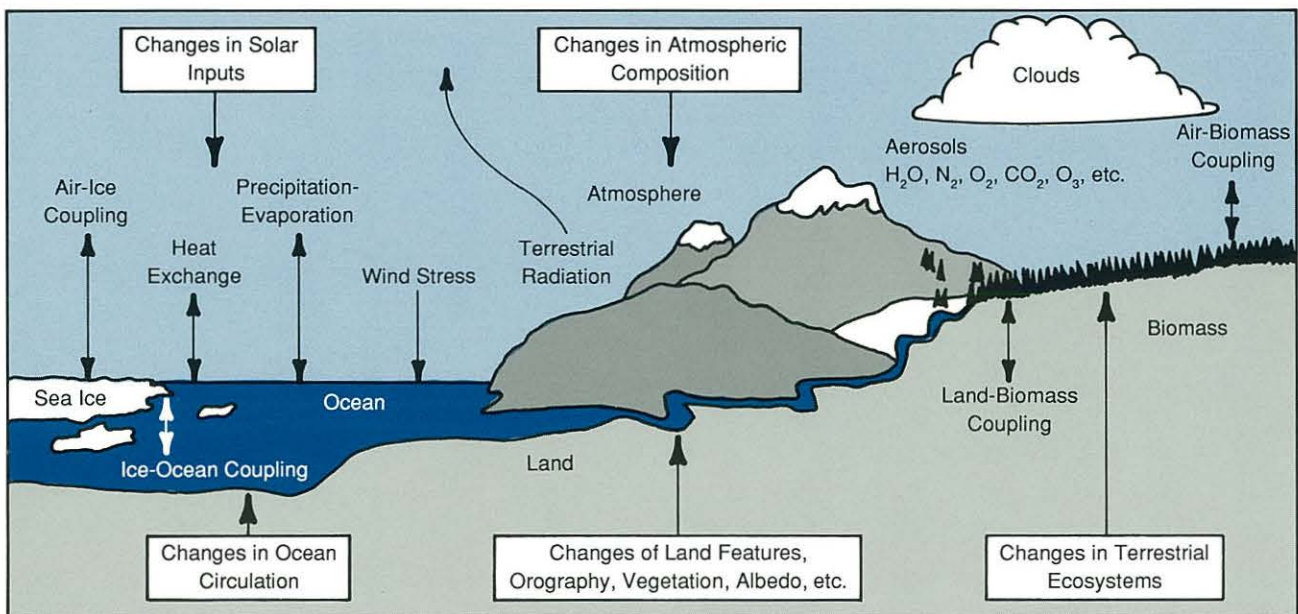 Changes in Solar
Inputs
Changes in Atmospheric
Composition
Clouds
Aerosols
H₂O, N₂, O₂, CO₂, O₃, etc.
Air-Biomass
Coupling
Air-Ice
Coupling
Precipitation-
Evaporation
Heat
Exchange
Wind Stress
Terrestrial
Radiation
Atmosphere
Biomass
Sea Ice
Ocean
Ice-Ocean Coupling
Land
Land-Biomass
Coupling
Changes in Ocean
Circulation
Changes of Land Features,
Orography, Vegetation, Albedo, etc.
Changes in Terrestrial
Ecosystems